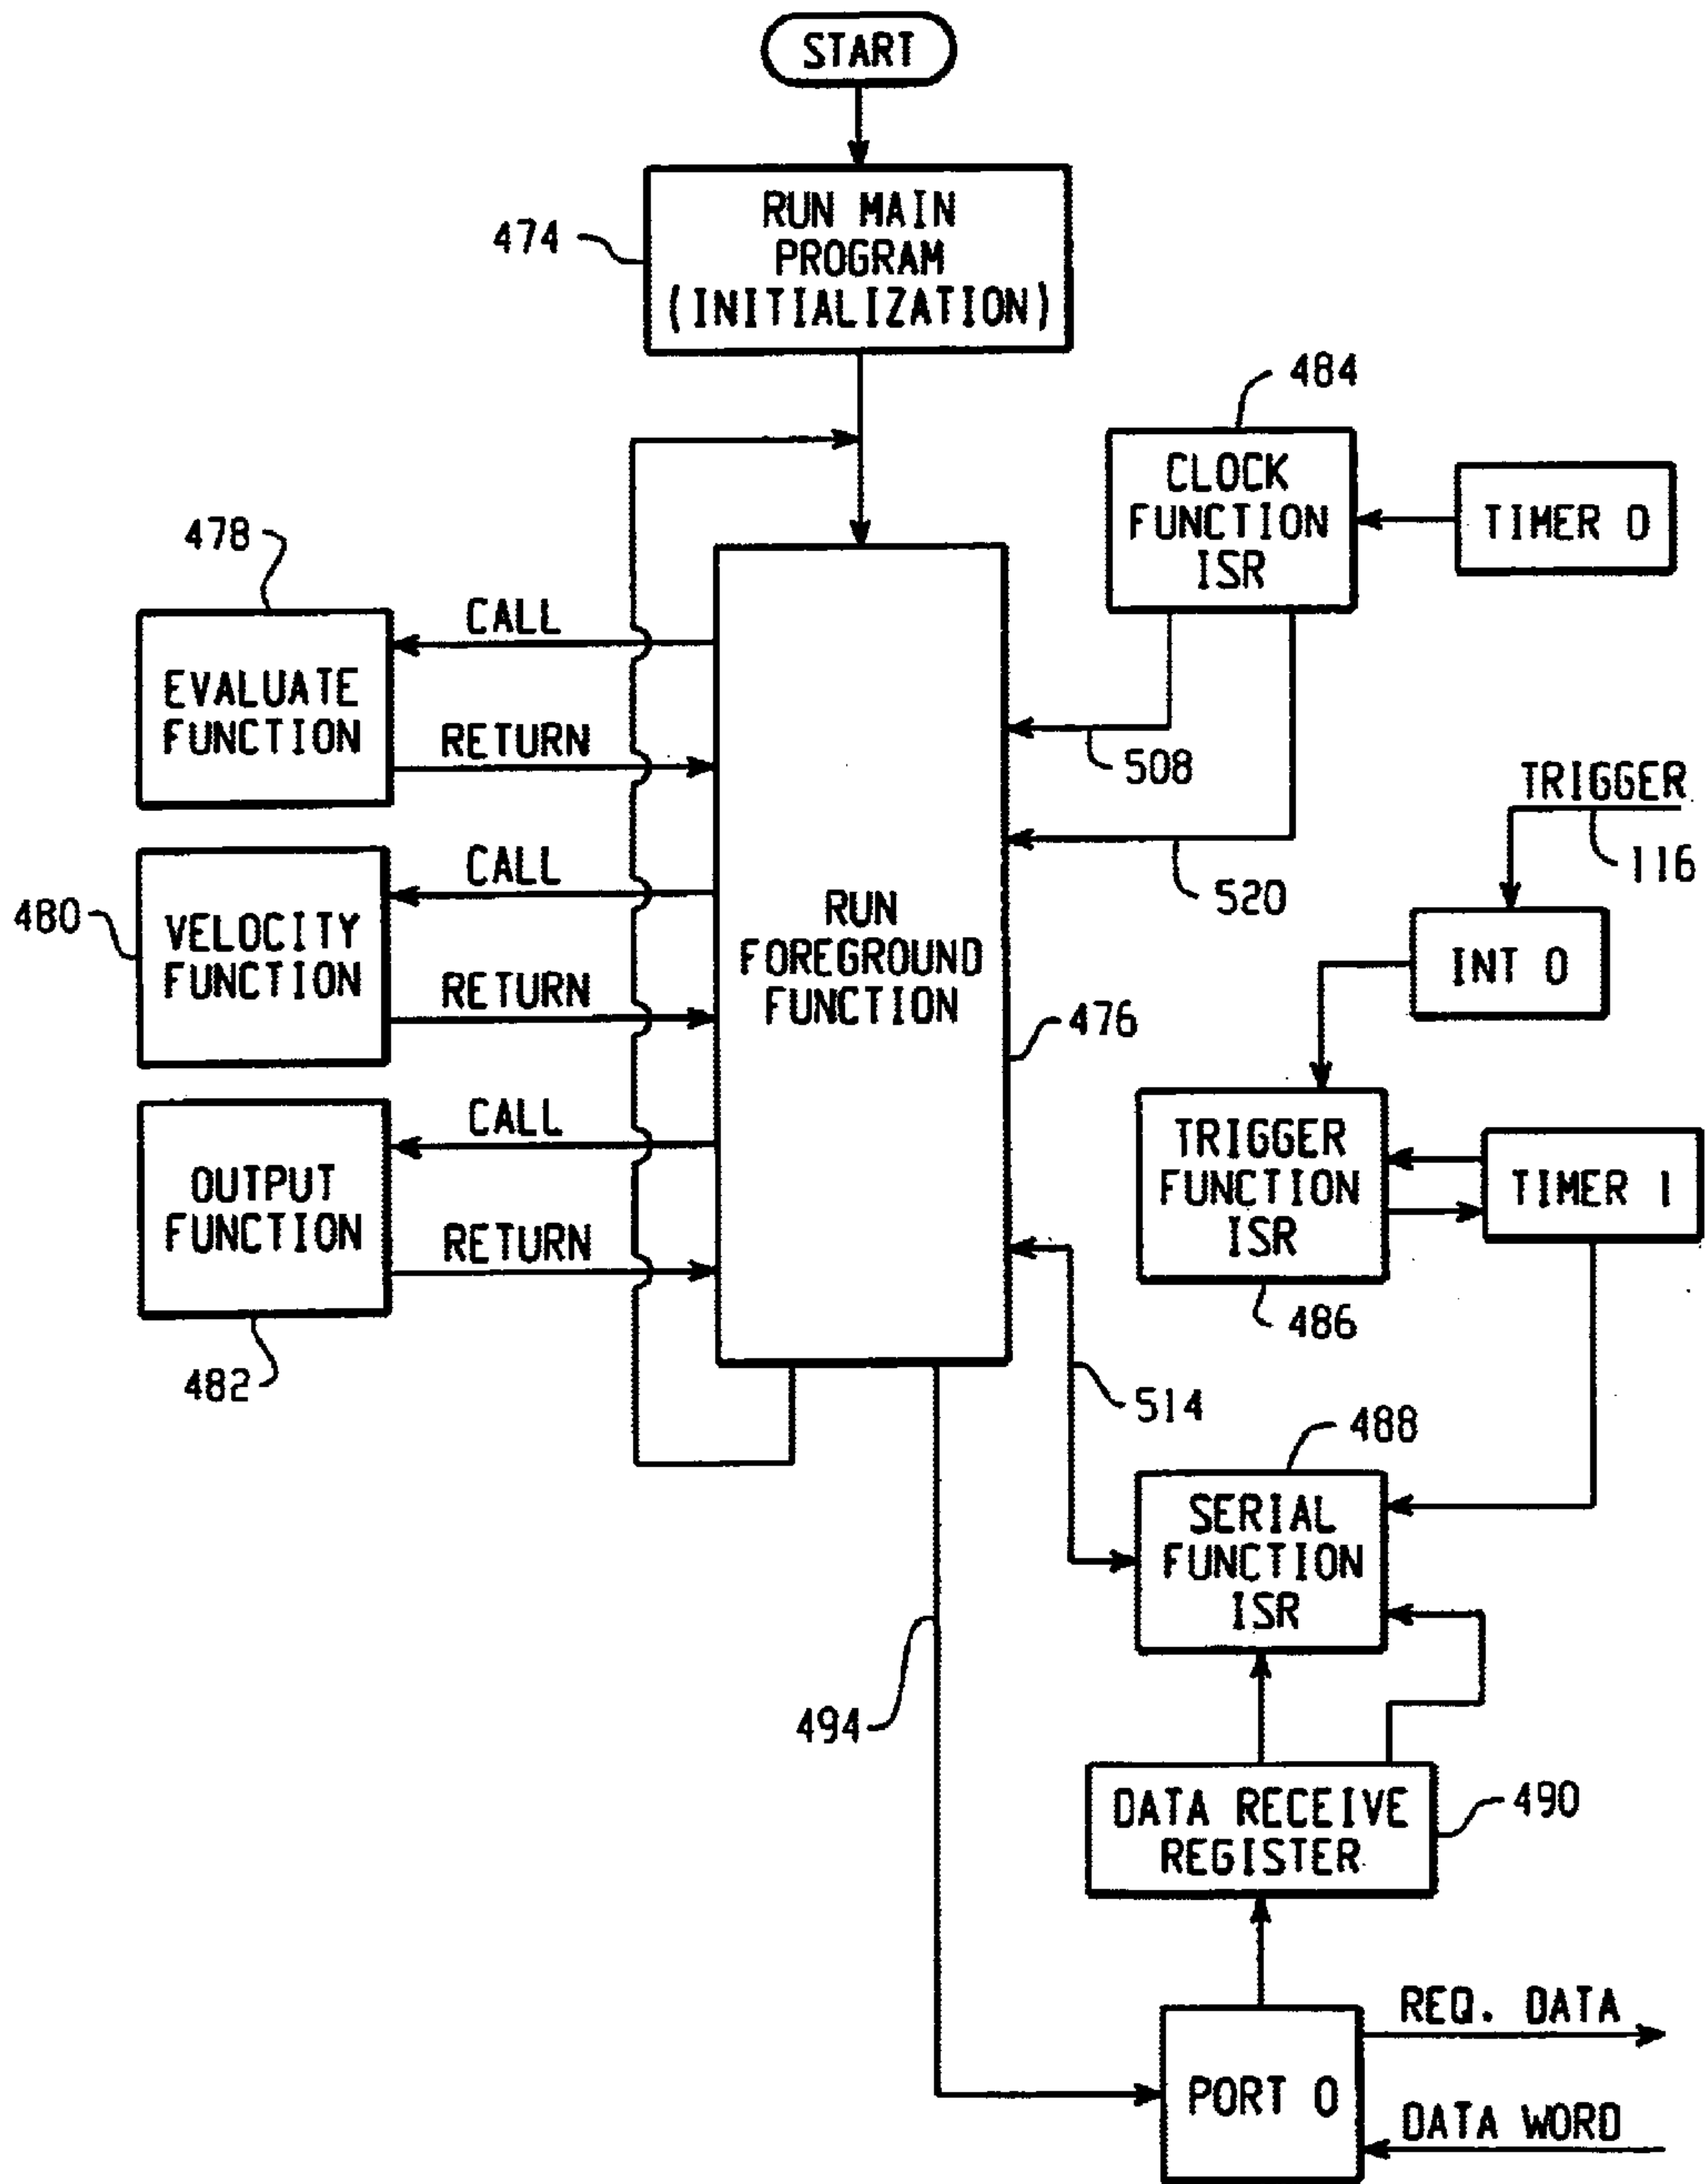 START
RUN MAIN
PROGRAM
(INITIALIZATION)
474
484
CLOCK
FUNCTION
ISR
TIMER 0
478
CALL
EVALUATE
FUNCTION
RETURN
508
TRIGGER
116
520
480
CALL
VELOCITY
FUNCTION
RETURN
RUN
FOREGROUND
FUNCTION
476
INT 0
CALL
OUTPUT
FUNCTION
RETURN
482
TRIGGER
FUNCTION
ISR
TIMER 1
486
514
488
SERIAL
FUNCTION
ISR
494
DATA RECEIVE
REGISTER
490
REQ. DATA
PORT 0
DATA WORD